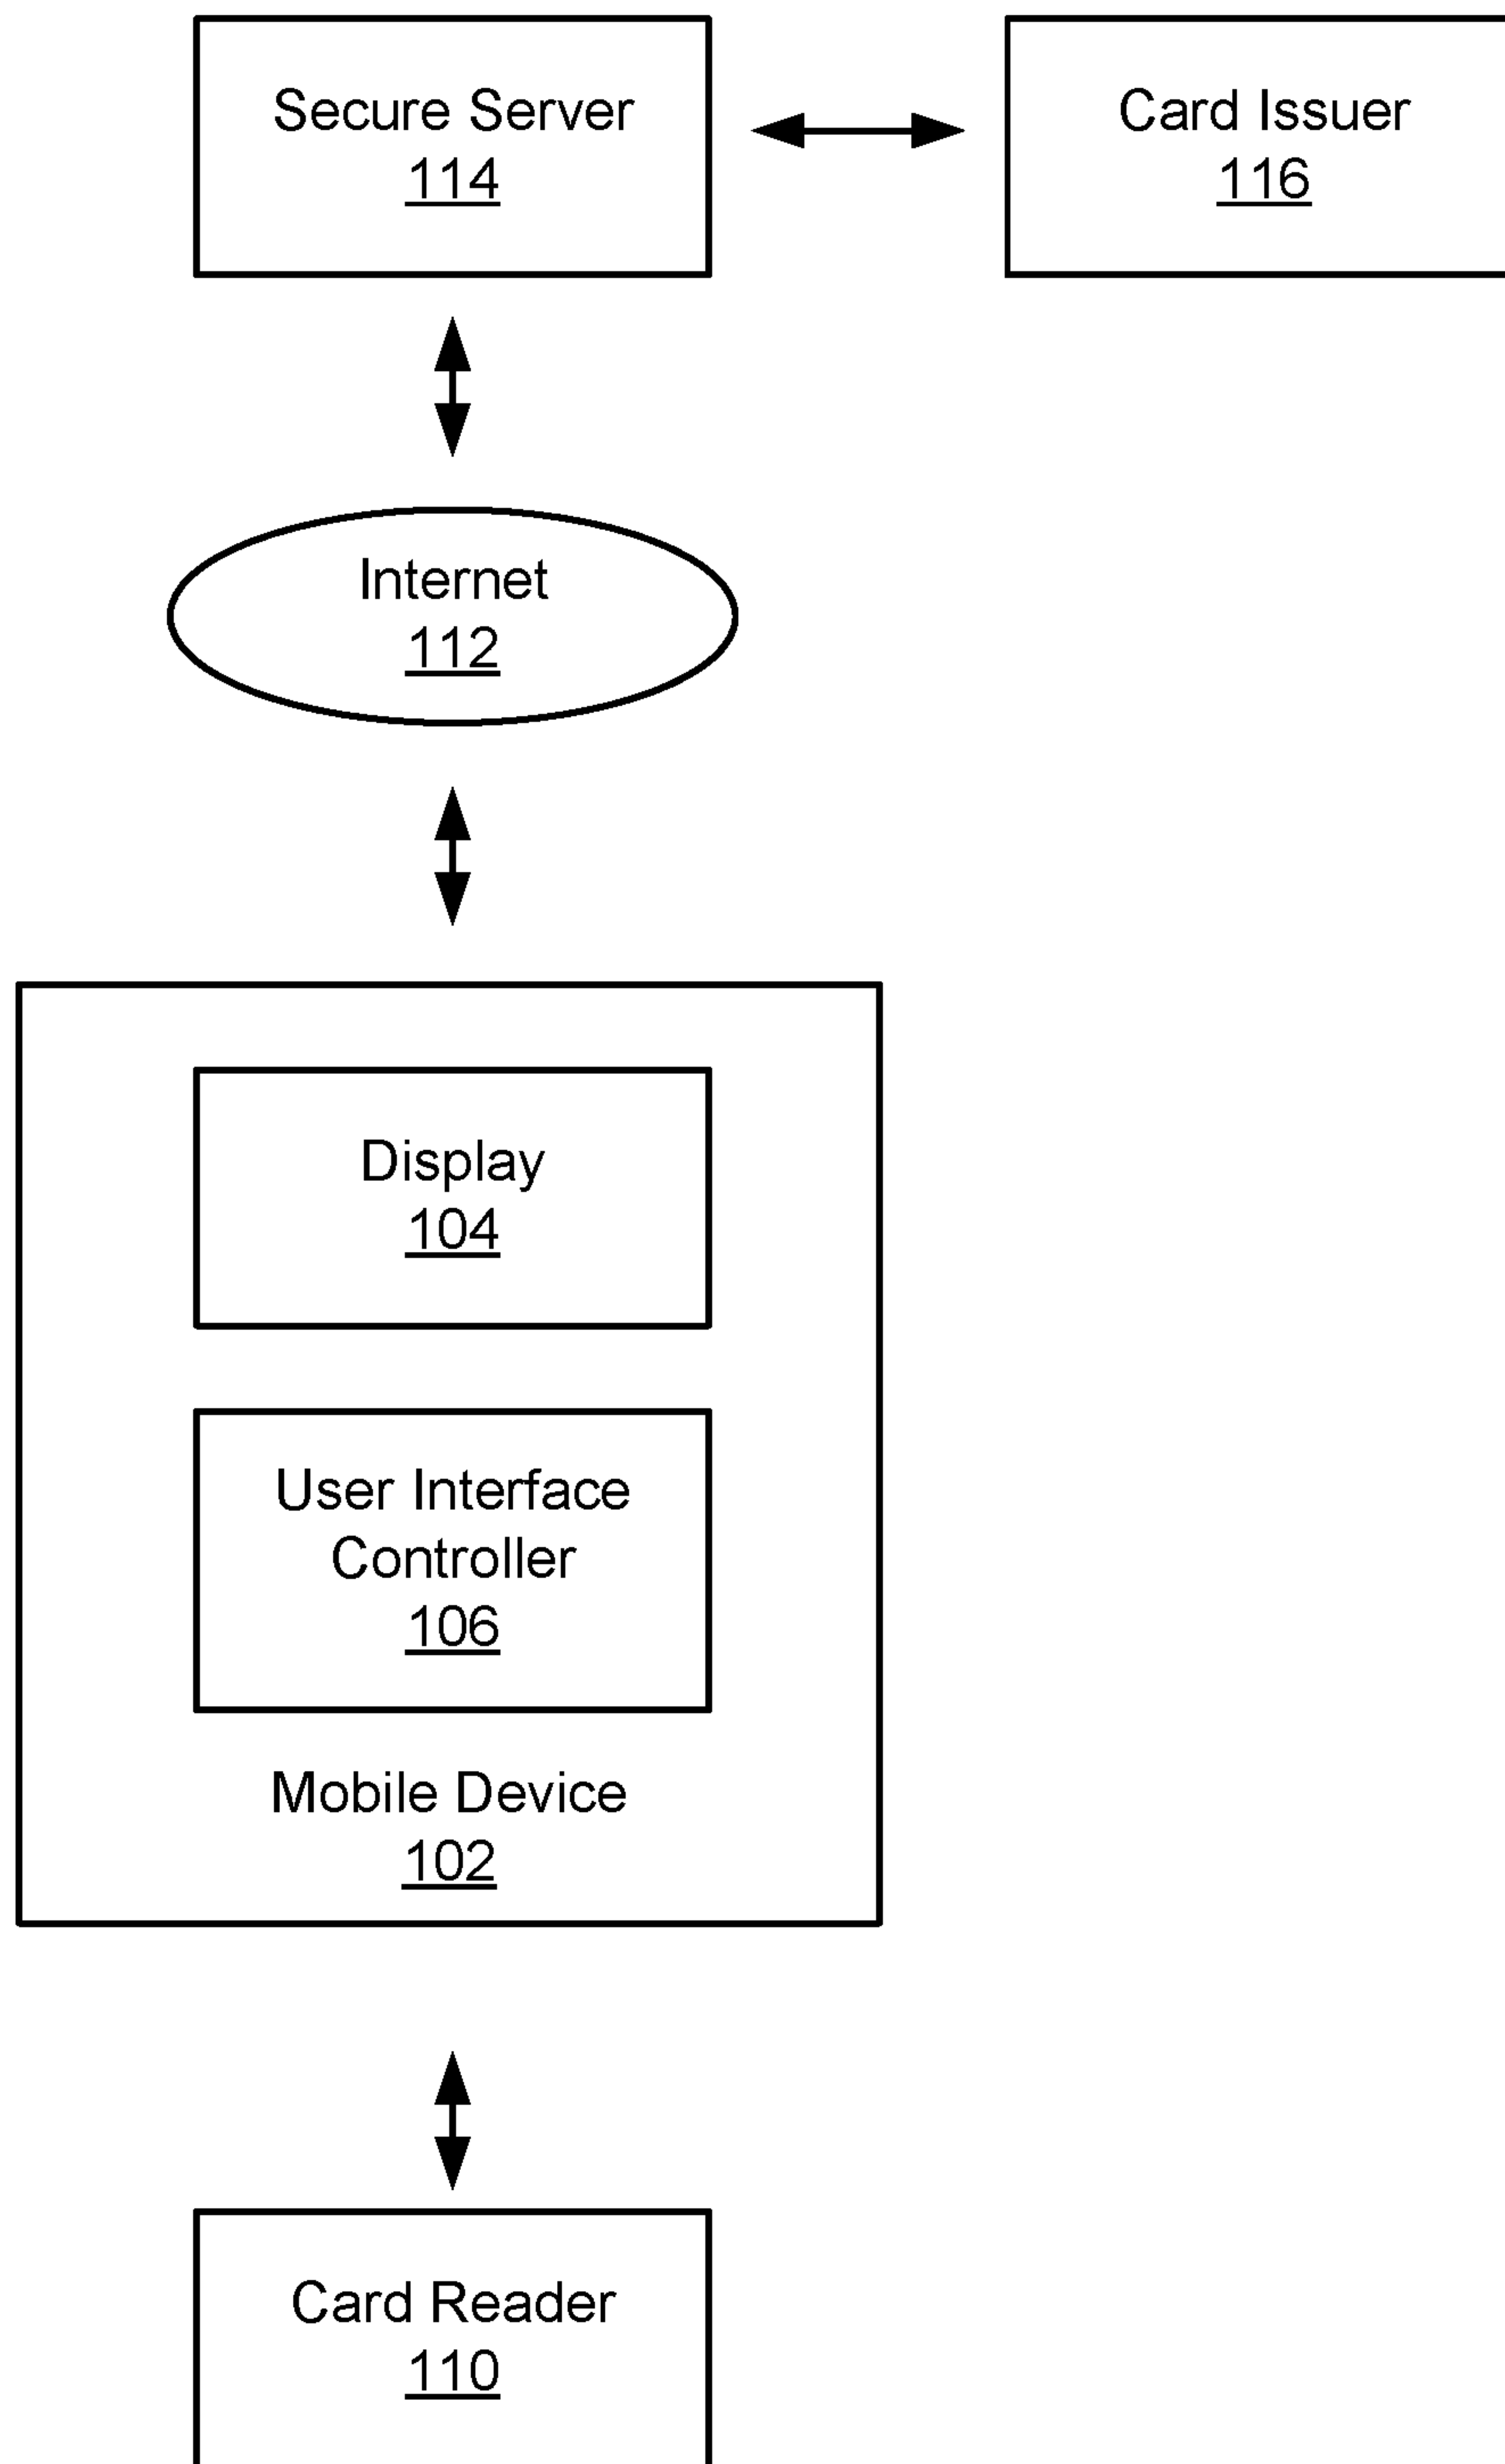 Secure Server
114
Card Issuer
116
Internet
112
Display
104
User Interface
Controller
106
Mobile Device
102
Card Reader
110